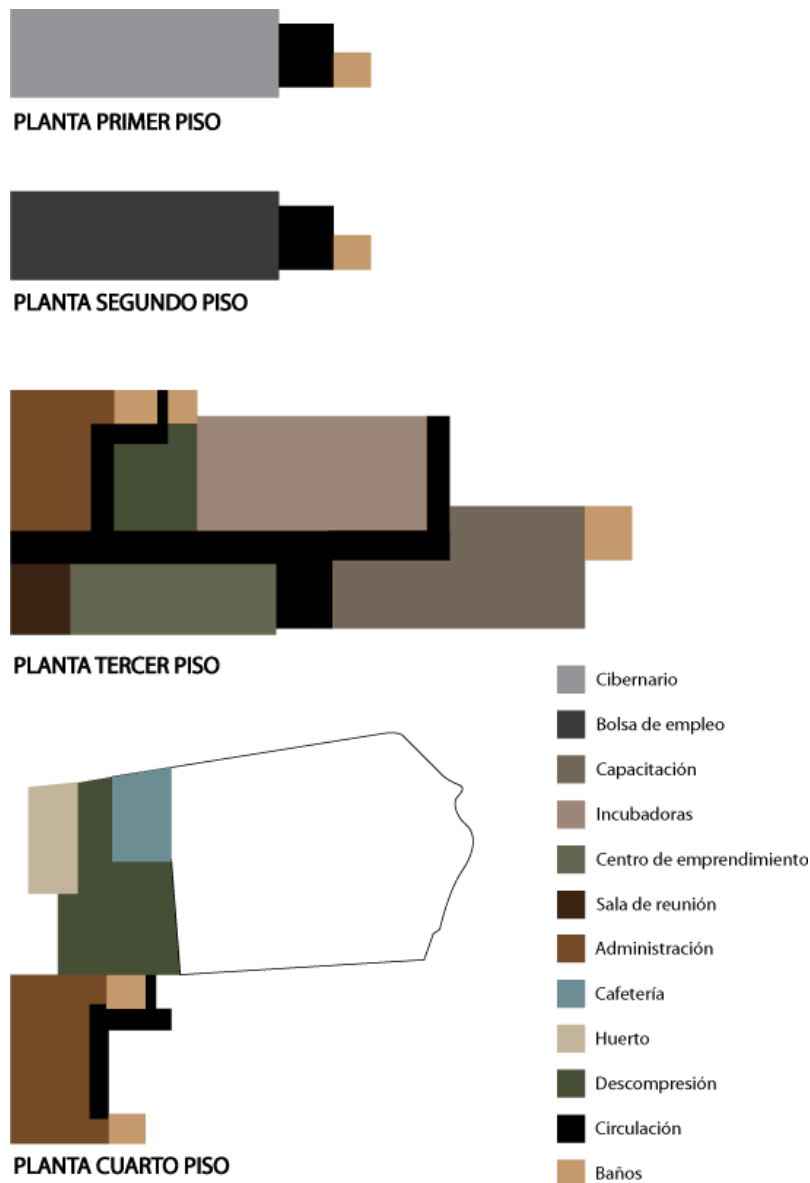 PLANTA PRIMER PISO
PLANTA SEGUNDO PISO
PLANTA TERCER PISO
Cibernario
Bolsa de empleo
Capacitación
Incubadoras
Centro de emprendimiento
Sala de reunión
Administración
Cafetería
Huerto
Descompresión
Circulación
Baños
PLANTA CUARTO PISO